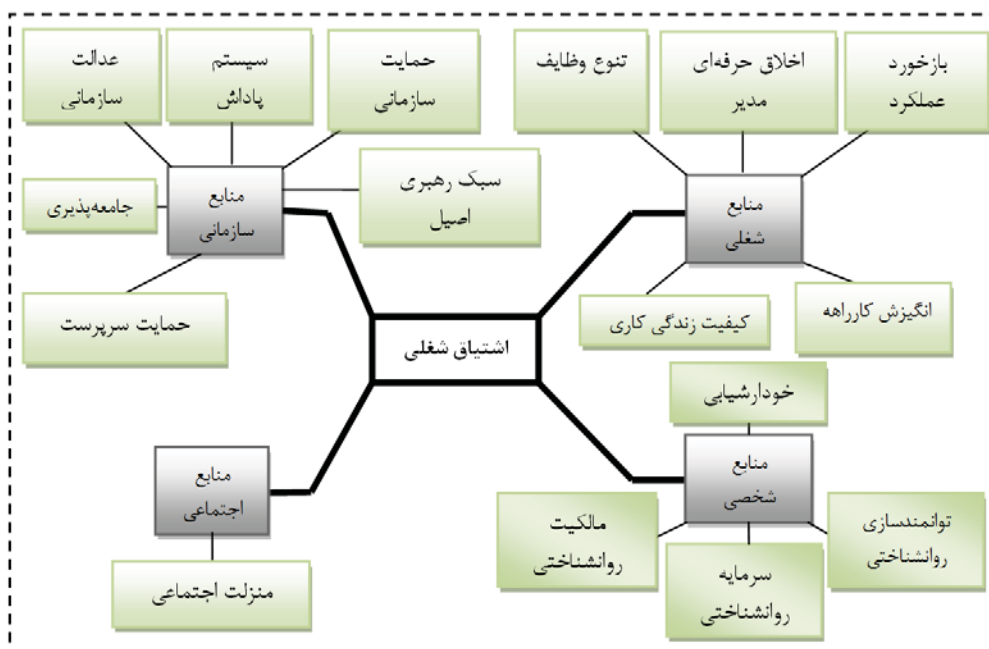 بازخورد
عملکرد
اخلاق حرفه‌ای
مدیر
تنوع وظایف
حمایت
سازمانی
سیستم
پاداش
عدالت
سازمانی
منابع
شغلی
سبک رهبری
اصیل
منابع
سازمانی
جامعه‌پذیری
انگیزش کارراهه
کیفیت زندگی کاری
حمایت سرپرست
اشتیاق شغلی
خودارشیابی
منابع
شخصی
منابع
اجتماعی
توانمندسازی
روانشناختی
مالکیت
روانشناختی
سرمایه
روانشناختی
منزلت اجتماعی